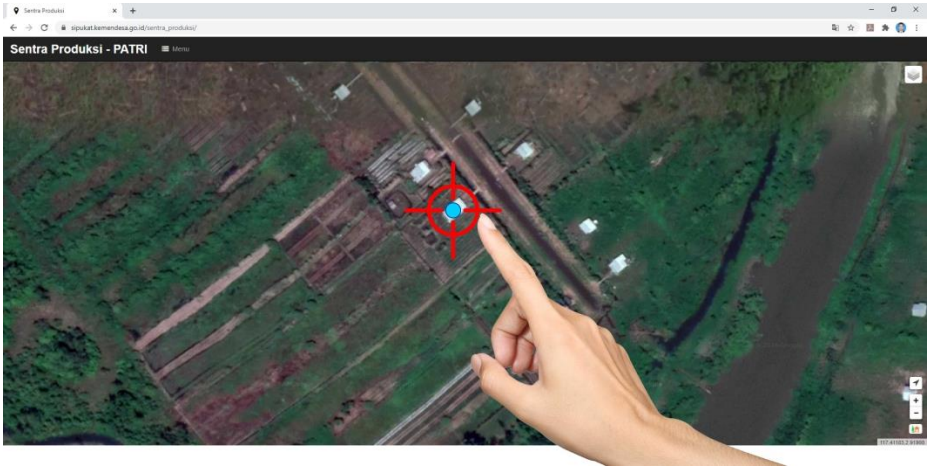 Sentra Produksi
sipukat.kemendesa.go.id/sentra_produksi/
Sentra Produksi - PATRI Menu